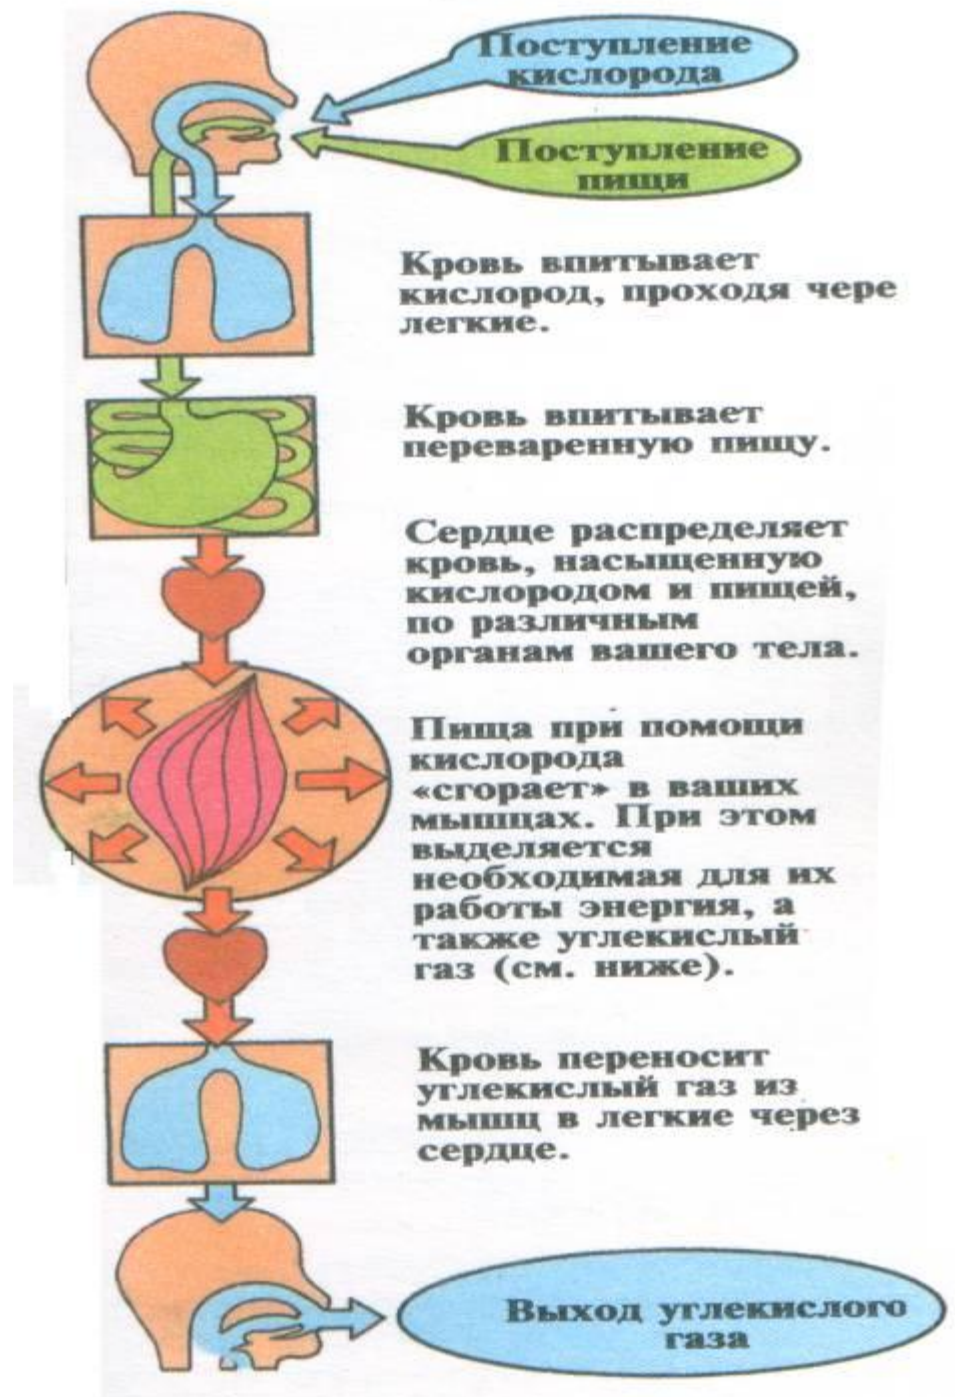 Поступление
кислорода
Поступление
пищи
Кровь впитывает
кислород, проходя чере
легкие.
Кровь впитывает
переваренную пищу.
Сердце распределяет
кровь, насыщенную
кислородом и пищей,
по различным
органам вашего тела.
Пища при помощи
кислорода
«сгорает» в ваших
мышцах. При этом
выделяется
необходимая для их
работы энергия, а
также углекислый
газ (см. ниже).
Кровь переносит
углекислый газ из
мышц в легкие через
сердце.
Выход углекислого
газа